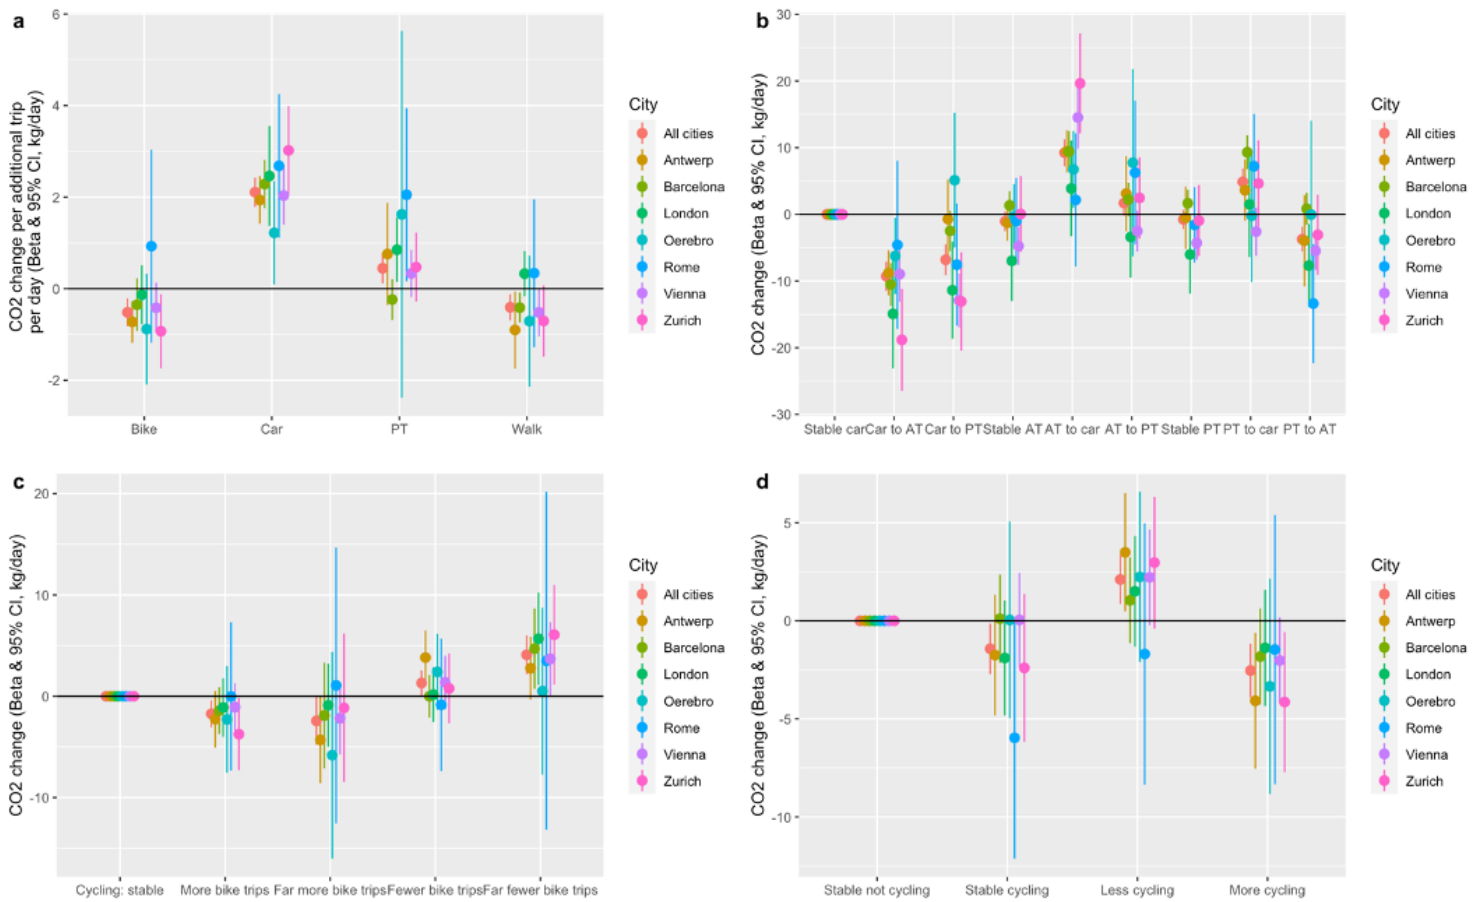 a
CO2 change per additional trip
per day (Beta & 95% CI, kg/day)
6
4
2
0
-2
Bike Car PT Walk
City
All cities
Antwerp
Barcelona
London
Oerebro
Rome
Vienna
Zurich
b
CO2 change (Beta & 95% CI, kg/day)
30
20
10
0
-10
-20
-30
Stable car Car to AT Car to PT Stable AT AT to car AT to PT Stable PT PT to car PT to AT
City
All cities
Antwerp
Barcelona
London
Oerebro
Rome
Vienna
Zurich
c
CO2 change (Beta & 95% CI, kg/day)
20
10
0
-10
Cycling: stable More bike trips Far more bike trips Fewer bike trips Far fewer bike trips
City
All cities
Antwerp
Barcelona
London
Oerebro
Rome
Vienna
Zurich
d
CO2 change (Beta & 95% CI, kg/day)
5
0
-5
-10
Stable not cycling Stable cycling Less cycling More cycling
City
All cities
Antwerp
Barcelona
London
Oerebro
Rome
Vienna
Zurich